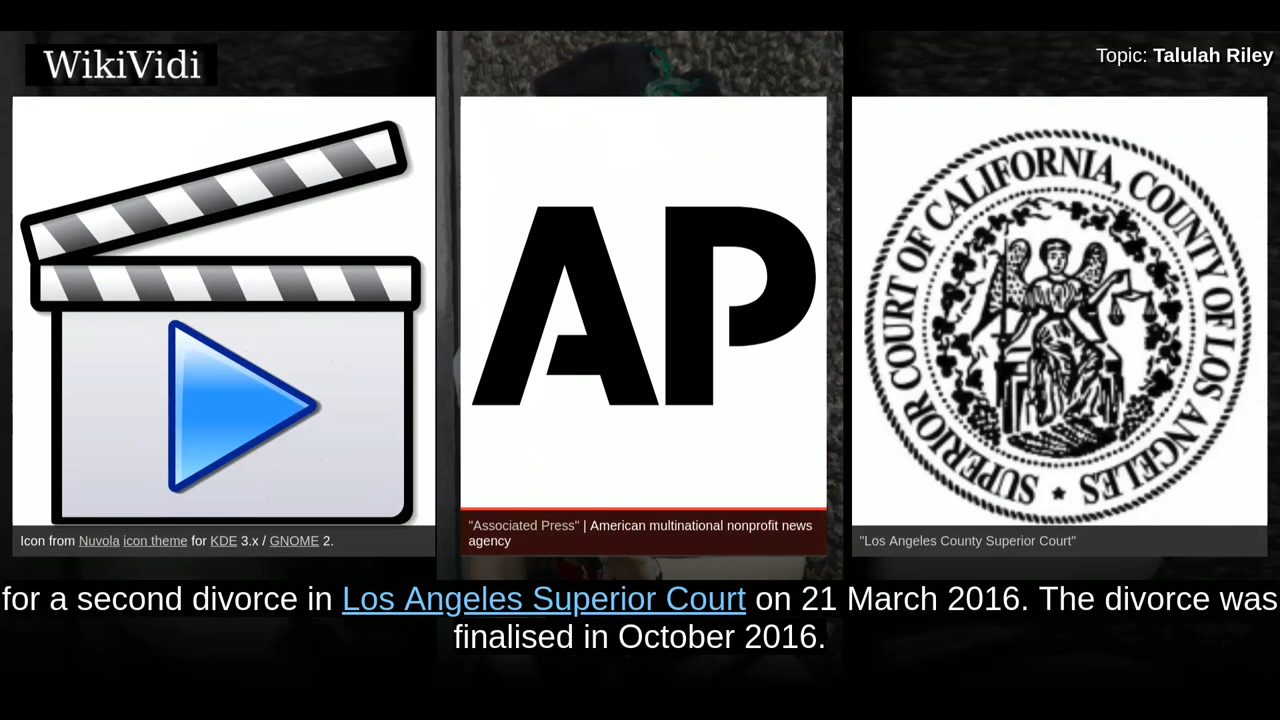 WikiVidi
Topic: Talulah Riley
Icon from Nuvola icon theme for KDE 3.x / GNOME 2.
AP
"Associated Press" | American multinational nonprofit news
agency
SUPERIOR COURT OF CALIFORNIA, COUNTY OF LOS ANGELES
"Los Angeles County Superior Court"
for a second divorce in Los Angeles Superior Court on 21 March 2016. The divorce was
finalised in October 2016.